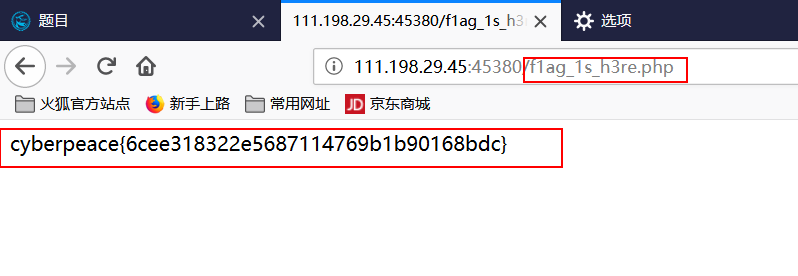 题目
111.198.29.45:45380/f1ag_1s_h3r
选项
111.198.29.45:45380/f1ag_1s_h3re.php
火狐官方站点 新手上路 常用网址 JD 京东商城
cyberpeace{6cee318322e5687114769b1b90168bdc}